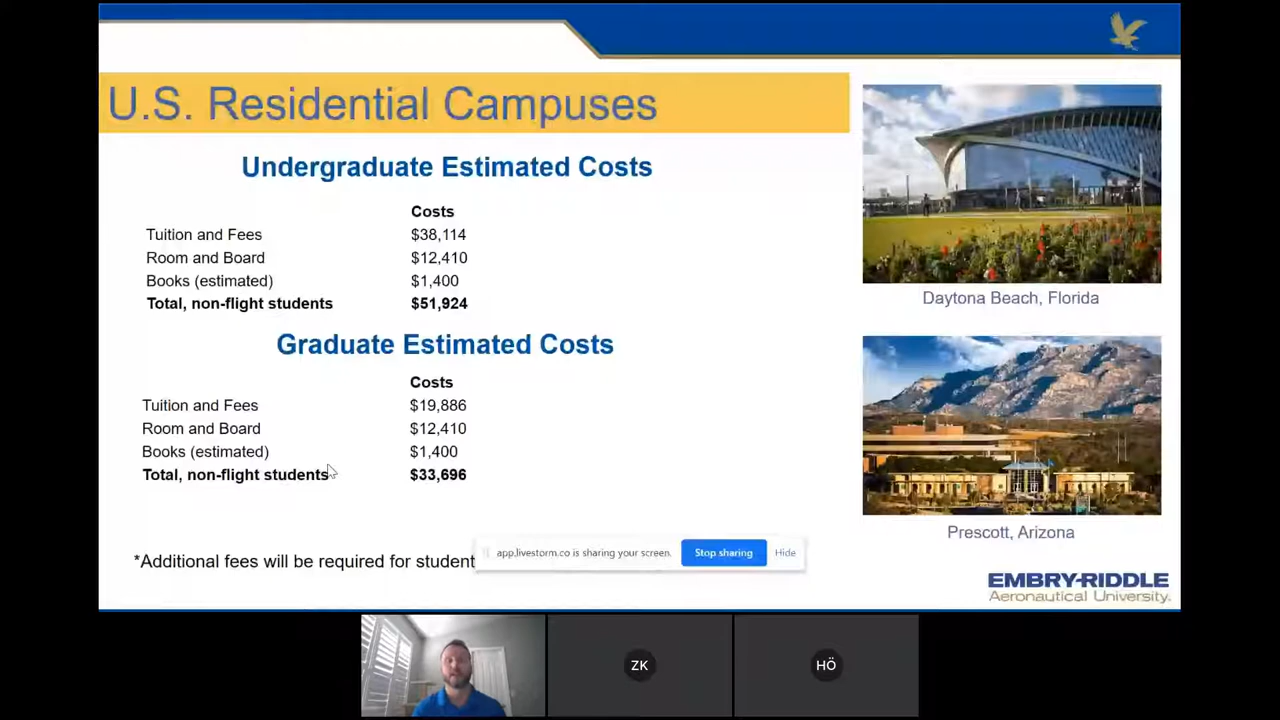 U.S. Residential Campuses
Undergraduate Estimated Costs
Costs
Tuition and Fees $38,114
Room and Board $12,410
Books (estimated) $1,400
Total, non-flight students $51,924
Graduate Estimated Costs
Costs
Tuition and Fees $19,886
Room and Board $12,410
Books (estimated) $1,400
Total, non-flight students $33,696
*Additional fees will be required for student
app.livestorm.co is sharing your screen. Stop sharing Hide
Daytona Beach, Florida
Prescott, Arizona
EMBRY-RIDDLE
Aeronautical University.
ZK
HÖ